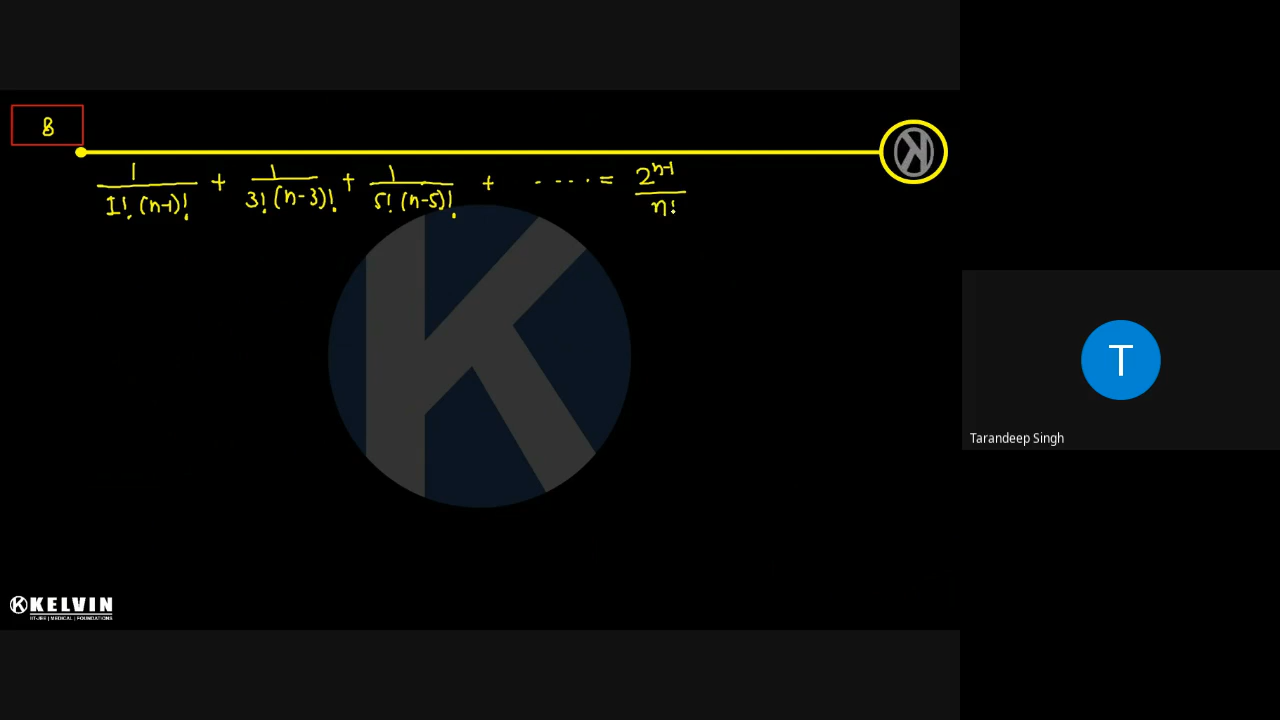 8
1/(1!(n-1)!) + 1/(3!(n-3)!) + 1/(5!(n-5)!) + ..... = 2^(n-1)/n!
T
Tarandeep Singh
KELVIN
IIT-JEE | MEDICAL | FOUNDATIONS